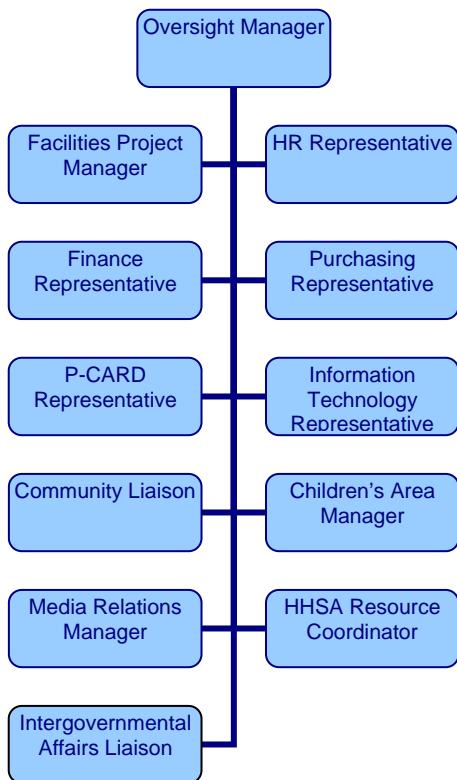 Oversight Manager
Facilities Project
Manager
HR Representative
Finance
Representative
Purchasing
Representative
P-CARD
Representative
Information
Technology
Representative
Community Liaison
Children's Area
Manager
Media Relations
Manager
HHSA Resource
Coordinator
Intergovernmental
Affairs Liaison